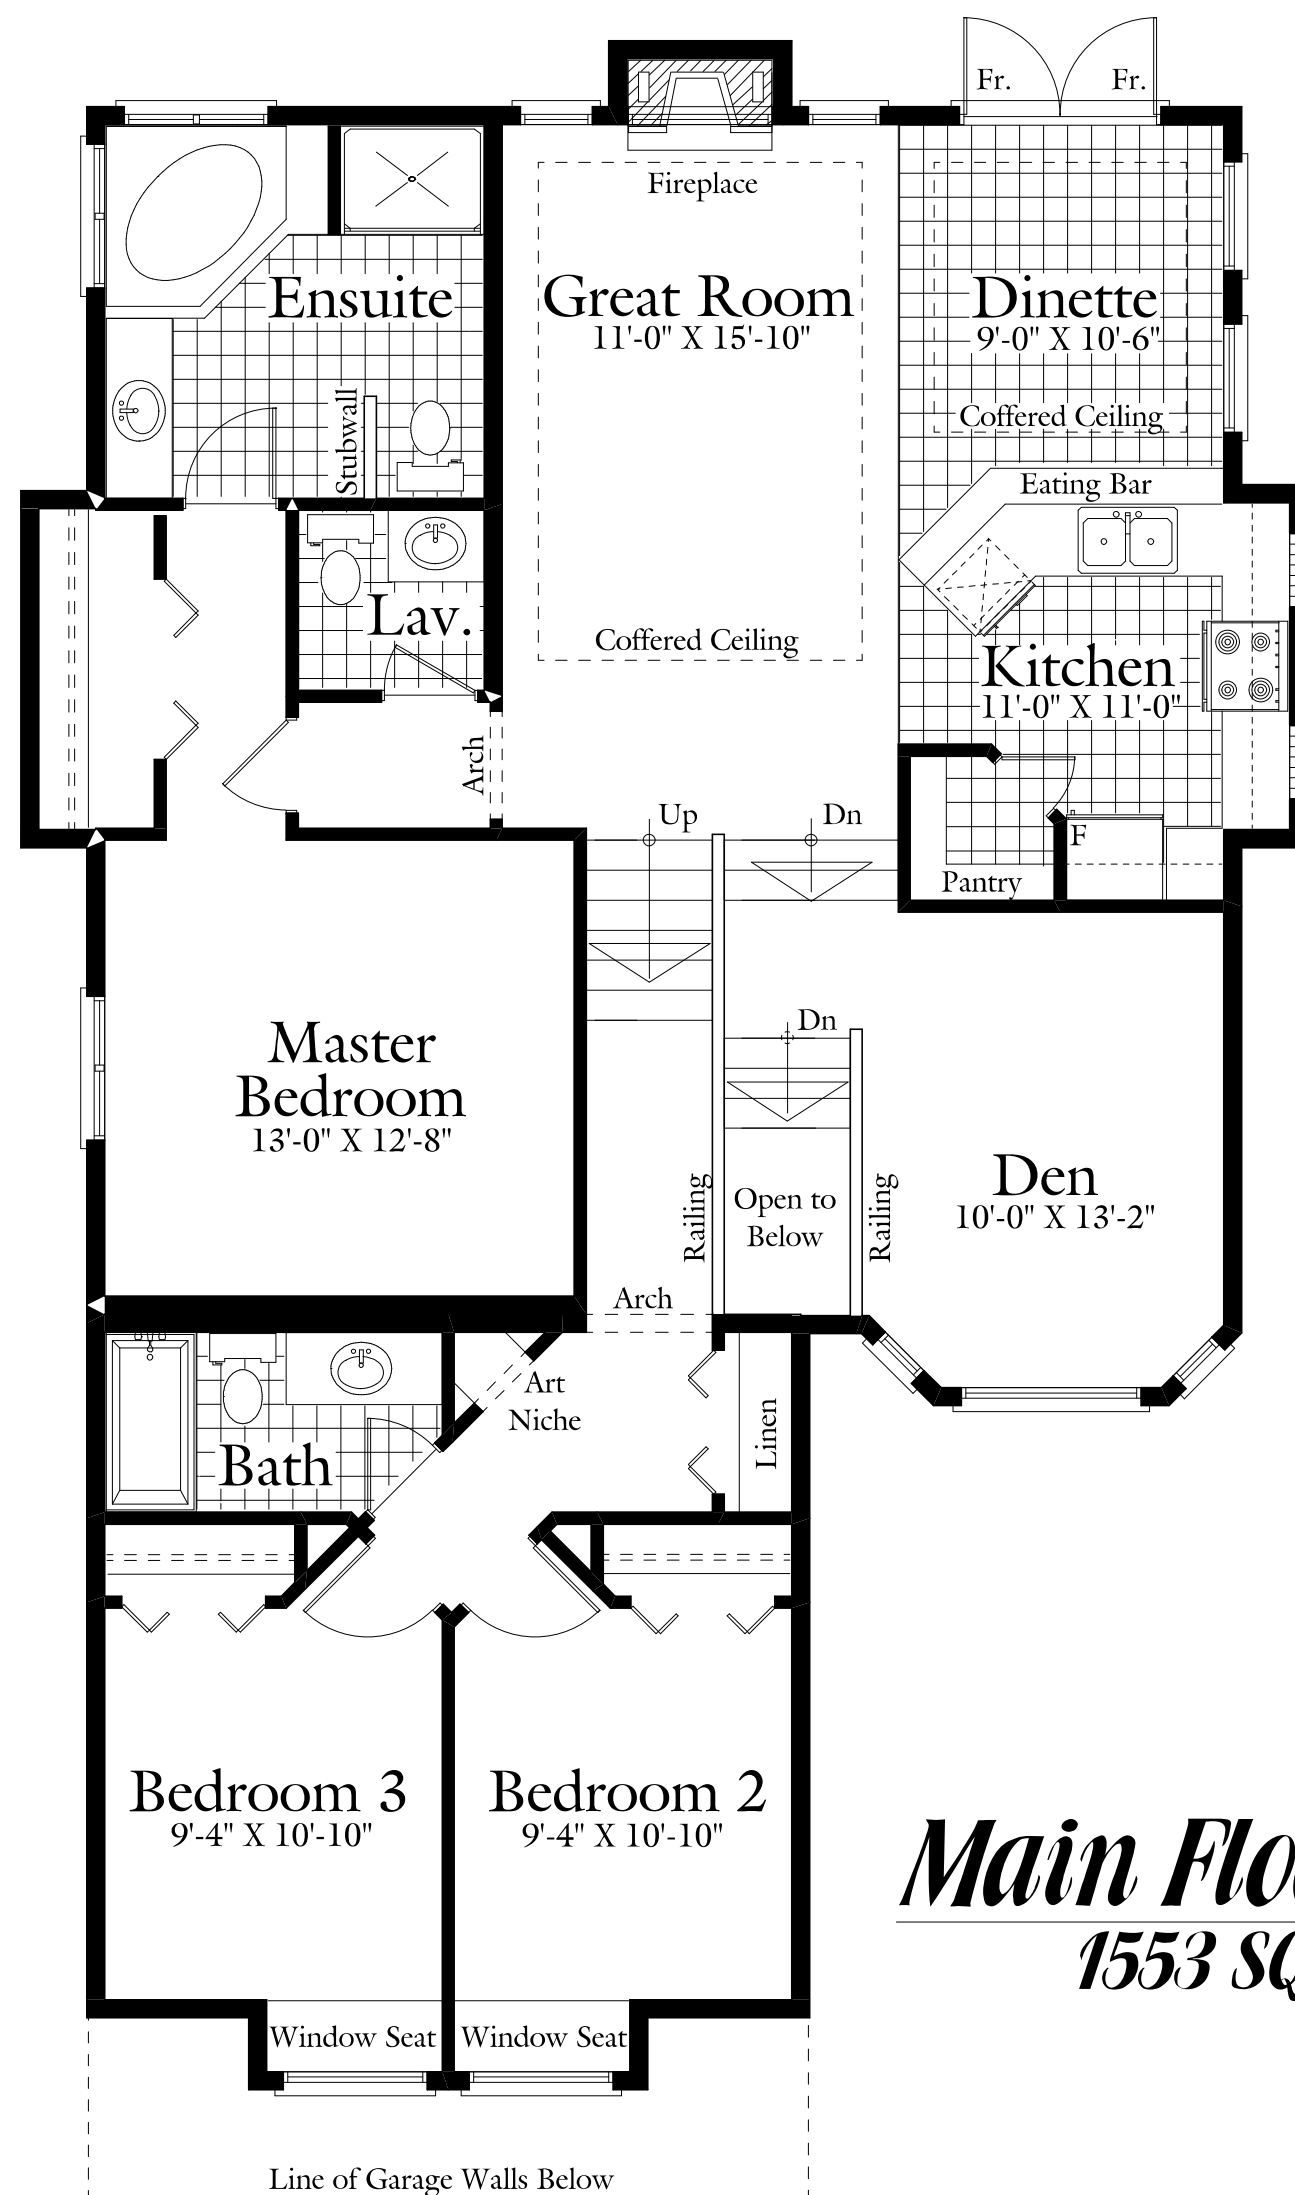 Fr.
Fr.
Fireplace
Ensuite
Great Room
11'-0" X 15'-10"
Dinette
9'-0" X 10'-6"
Coffered Ceiling
Stubwall
Eating Bar
Lav.
Coffered Ceiling
Kitchen
11'-0" X 11'-0"
Arch
Up
Dn
F
Pantry
Dn
Master
Bedroom
13'-0" X 12'-8"
Den
10'-0" X 13'-2"
Railing
Open to
Below
Railing
Arch
Art
Niche
Linen
Bath
Bedroom 3
9'-4" X 10'-10"
Bedroom 2
9'-4" X 10'-10"
Main
1553
Window Seat
Window Seat
Line of Garage Walls Below